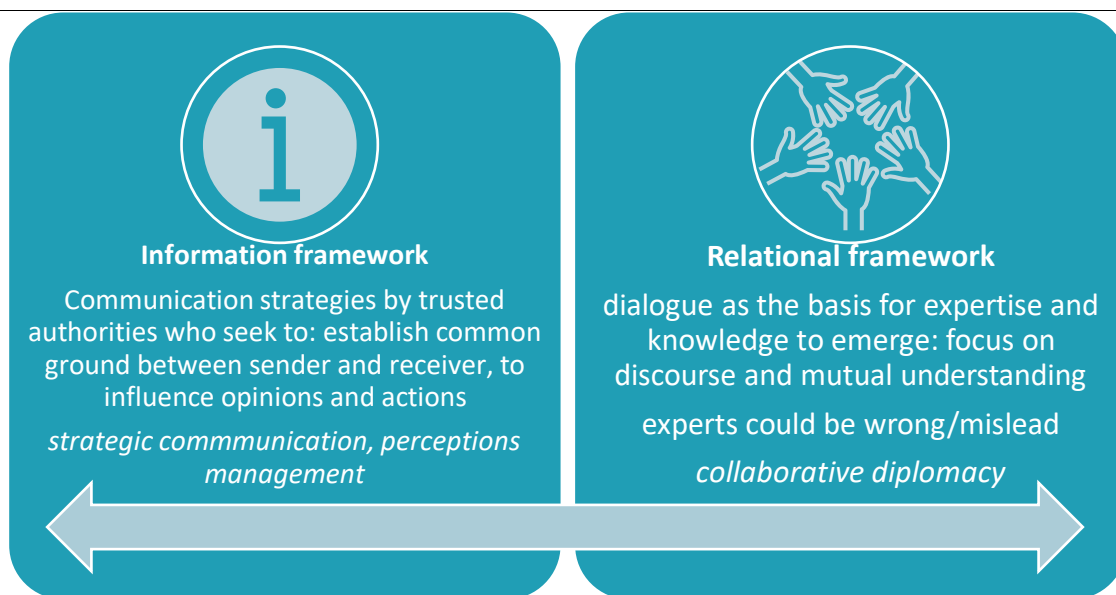 Information framework
Communication strategies by trusted
authorities who seek to: establish common
ground between sender and receiver, to
influence opinions and actions
strategic commmunication, perceptions
management
Relational framework
dialogue as the basis for expertise and
knowledge to emerge: focus on
discourse and mutual understanding
experts could be wrong/mislead
collaborative diplomacy